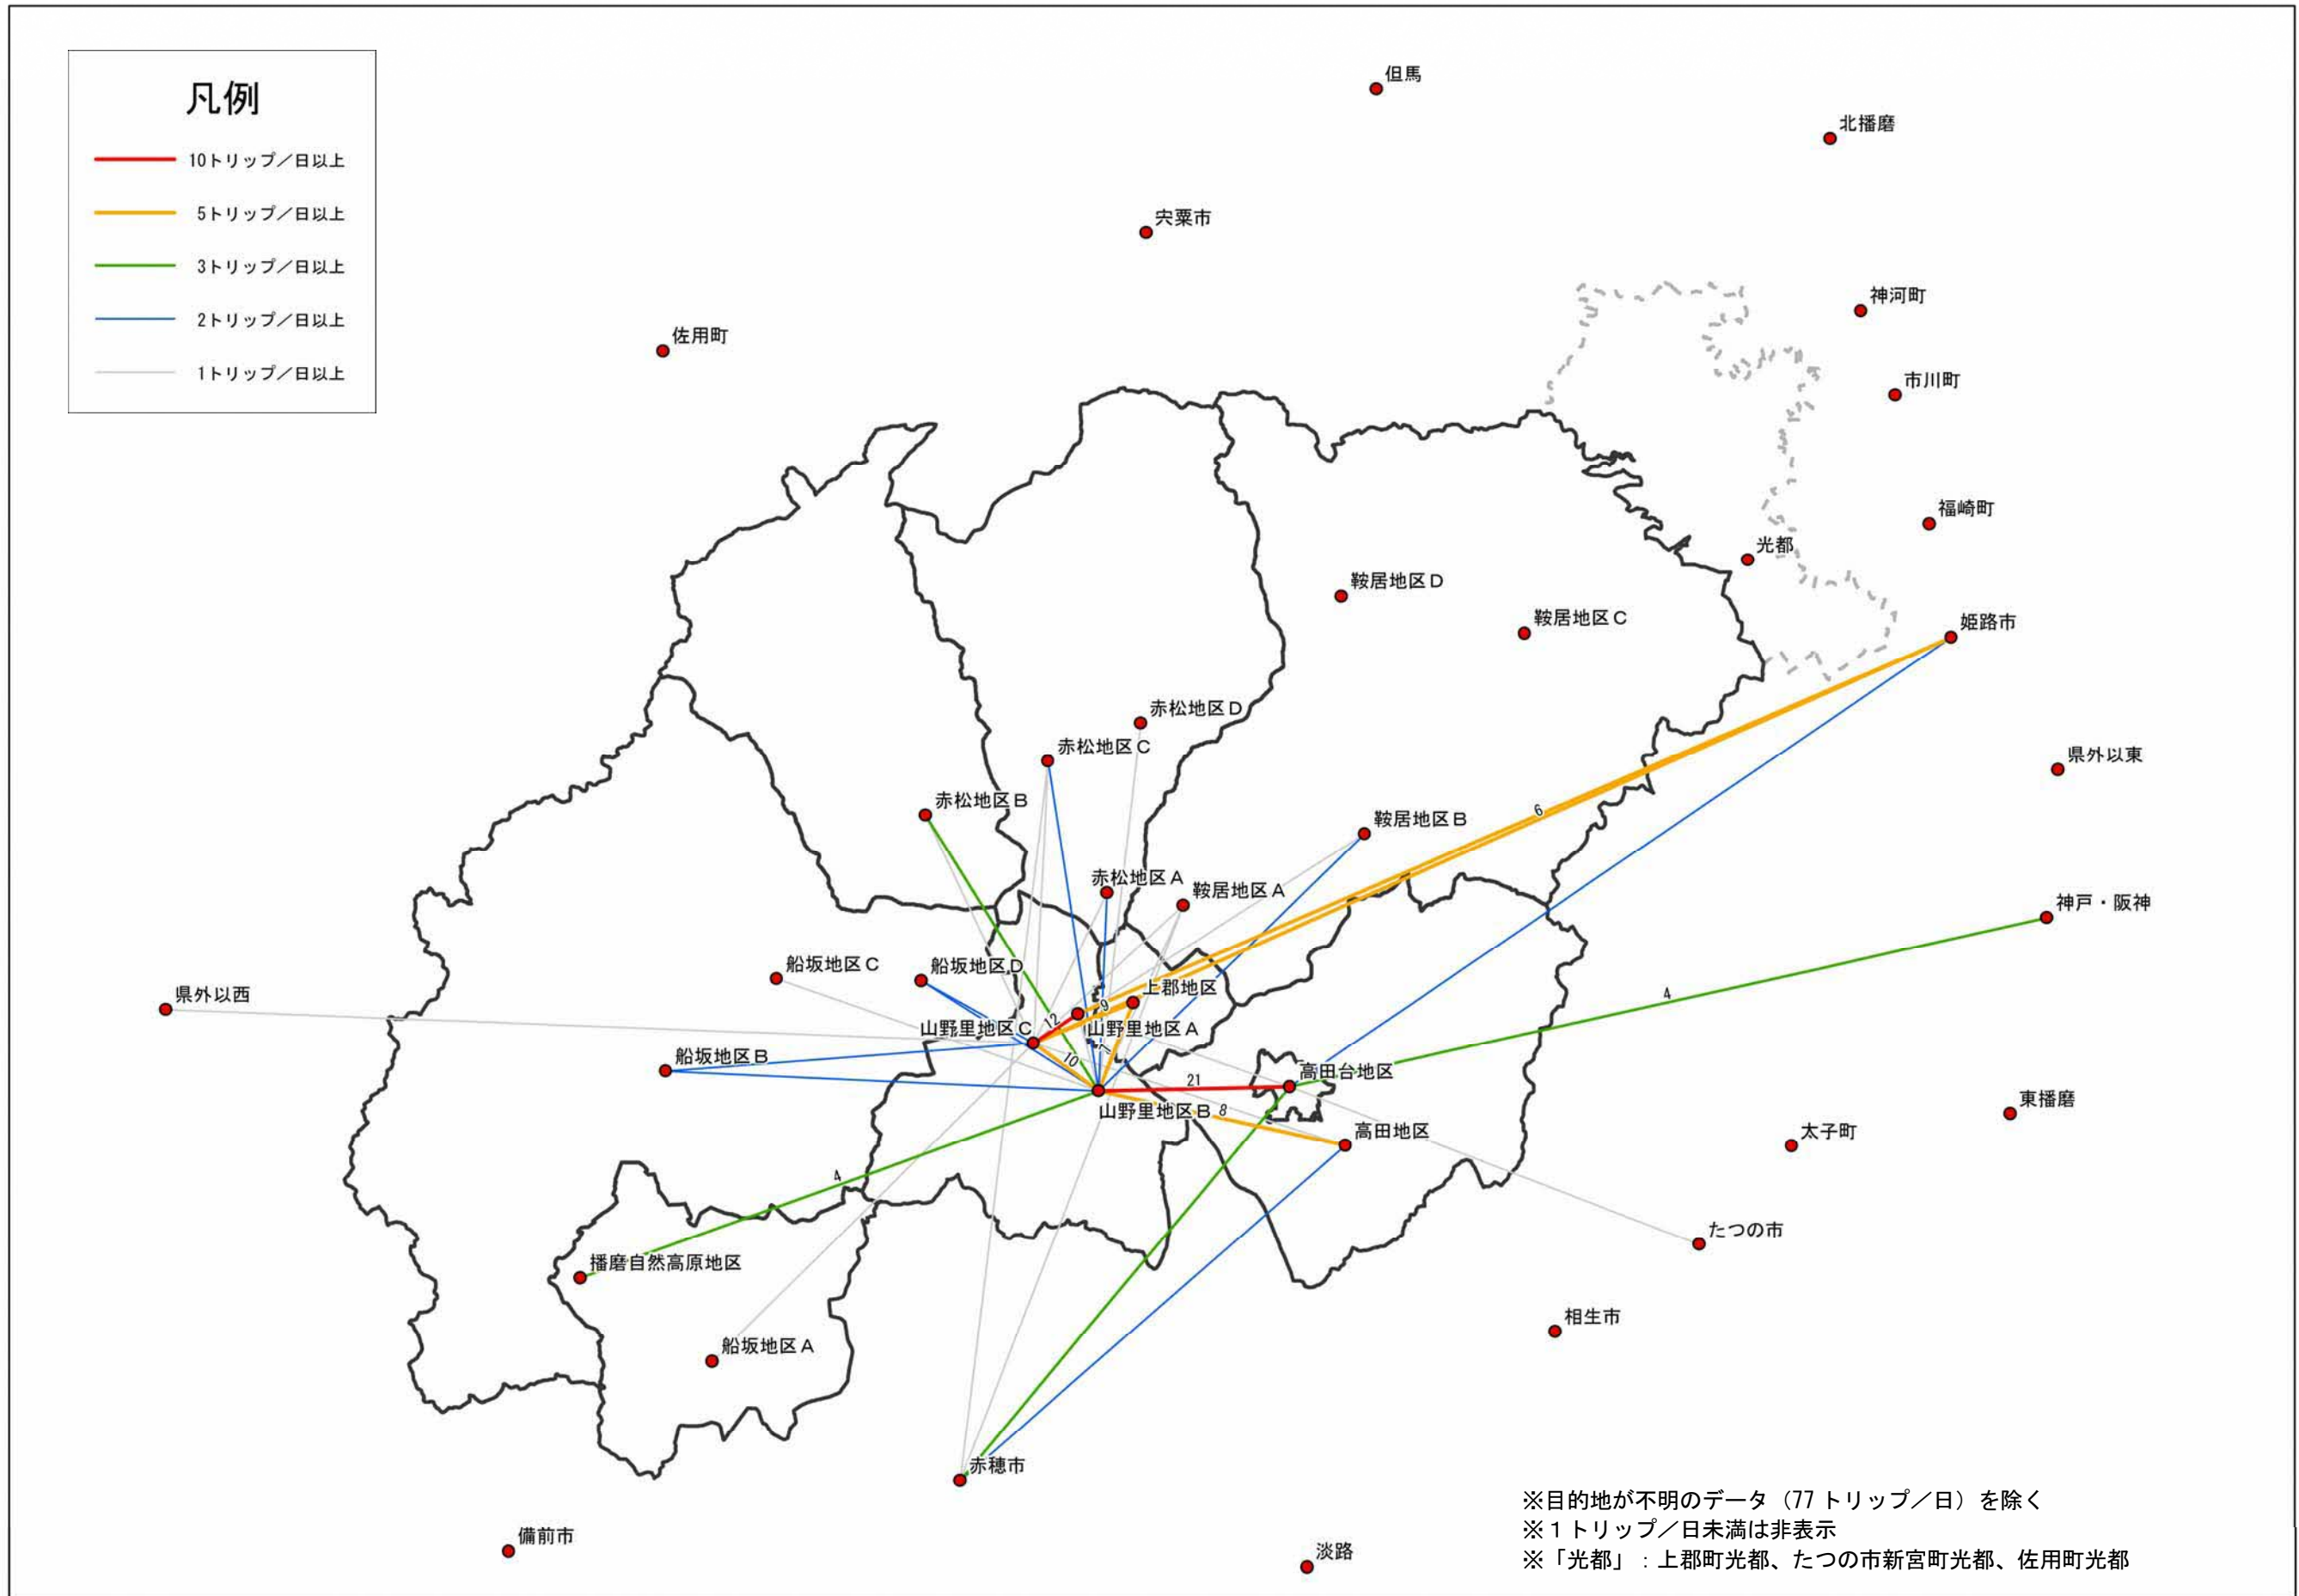 凡例
10トリップ／日以上
5トリップ／日以上
3トリップ／日以上
2トリップ／日以上
1トリップ／日以上
但馬
北播磨
宍粟市
神河町
佐用町
市川町
福崎町
光都
鞍居地区D
鞍居地区C
姫路市
赤松地区D
赤松地区C
県外以東
赤松地区B
6
鞍居地区B
赤松地区A
鞍居地区A
神戸・阪神
船坂地区C
船坂地区D
上郡地区
4
県外以西
9
12
山野里地区C
山野里地区A
7
船坂地区B
10
高田台地区
21
山野里地区B
8
東播磨
高田地区
太子町
4
たつの市
播磨自然高原地区
相生市
船坂地区A
赤穂市
備前市
淡路
※目的地が不明のデータ（77トリップ／日）を除く
※１トリップ／日未満は非表示
※「光都」：上郡町光都、たつの市新宮町光都、佐用町光都